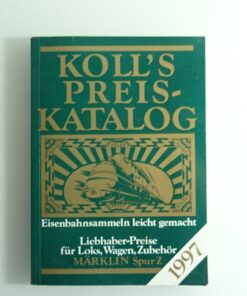 KOLL'S
PREIS-
KATALOG
Eisenbahnsammeln leicht gemacht
Liebhaber-Preise
für Loks, Wagen, Zubehör
MÄRKLIN Spur Z
1997